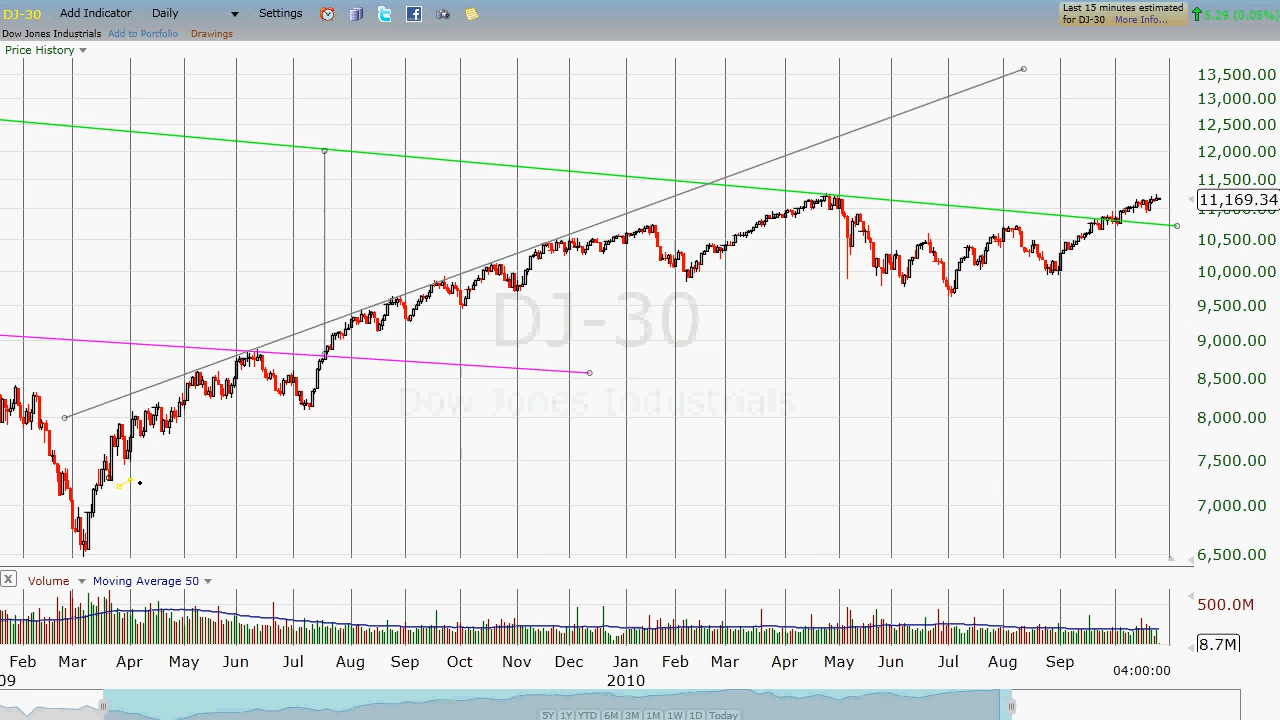 DJ-30 Add Indicator Daily Settings
Last 15 minutes estimated
for DJ-30 More Info...
5.29 (0.05%)
Dow Jones Industrials Add to Portfolio Drawings
Price History
13,500.00
13,000.00
12,500.00
12,000.00
11,500.00
11,169.34
11,000.00
10,500.00
10,000.00
9,500.00
9,000.00
8,500.00
8,000.00
7,500.00
7,000.00
6,500.00
DJ-30
Dow Jones Industrials
X Volume Moving Average 50
500.0M
8.7M
Feb Mar Apr May Jun Jul Aug Sep Oct Nov Dec Jan Feb Mar Apr May Jun Jul Aug Sep
04:00:00
09 2010
5Y 1Y YTD 6M 3M 1M 1W 1D Today